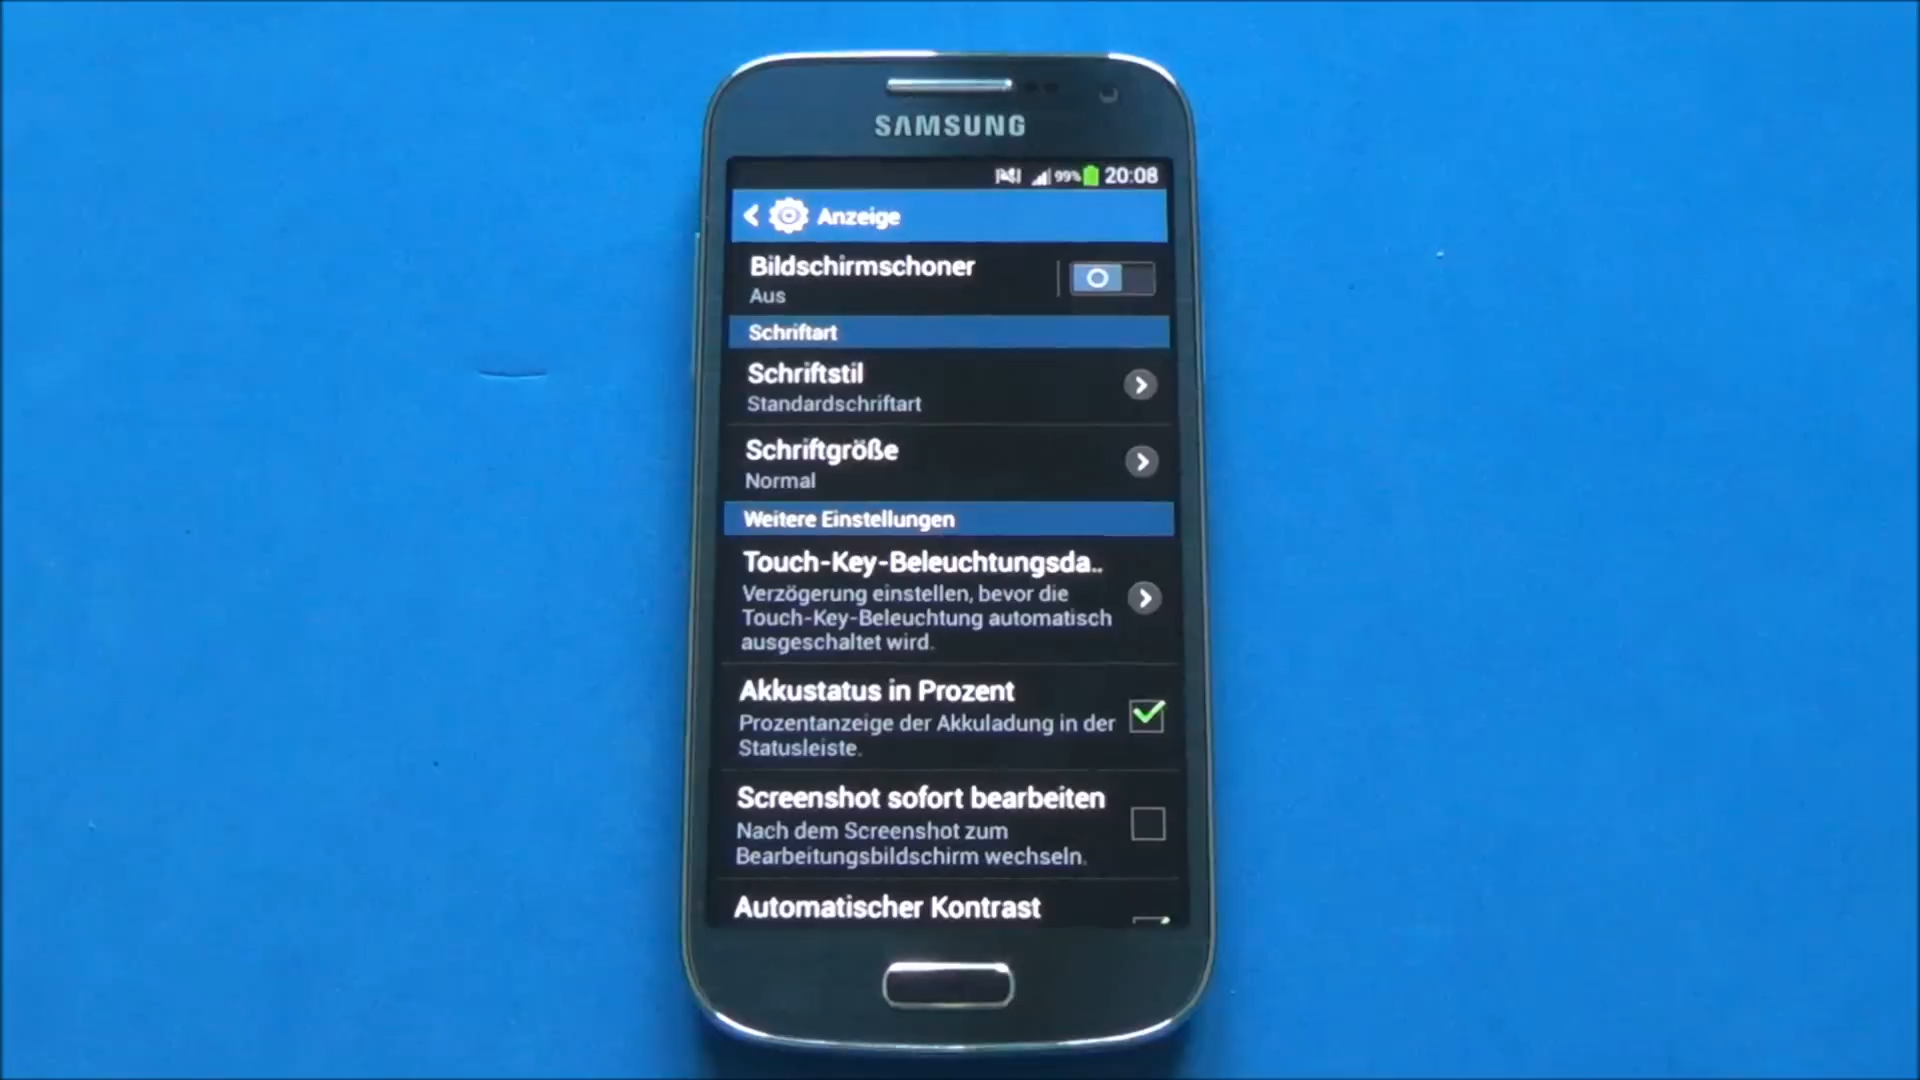 SAMSUNG
99% 20:08
Anzeige
Bildschirmschoner
Aus
Schriftart
Schriftstil
Standardschriftart
Schriftgröße
Normal
Weitere Einstellungen
Touch-Key-Beleuchtungsda..
Verzögerung einstellen, bevor die
Touch-Key-Beleuchtung automatisch
ausgeschaltet wird.
Akkustatus in Prozent
Prozentanzeige der Akkuladung in der
Statusleiste.
Screenshot sofort bearbeiten
Nach dem Screenshot zum
Bearbeitungsbildschirm wechseln.
Automatischer Kontrast